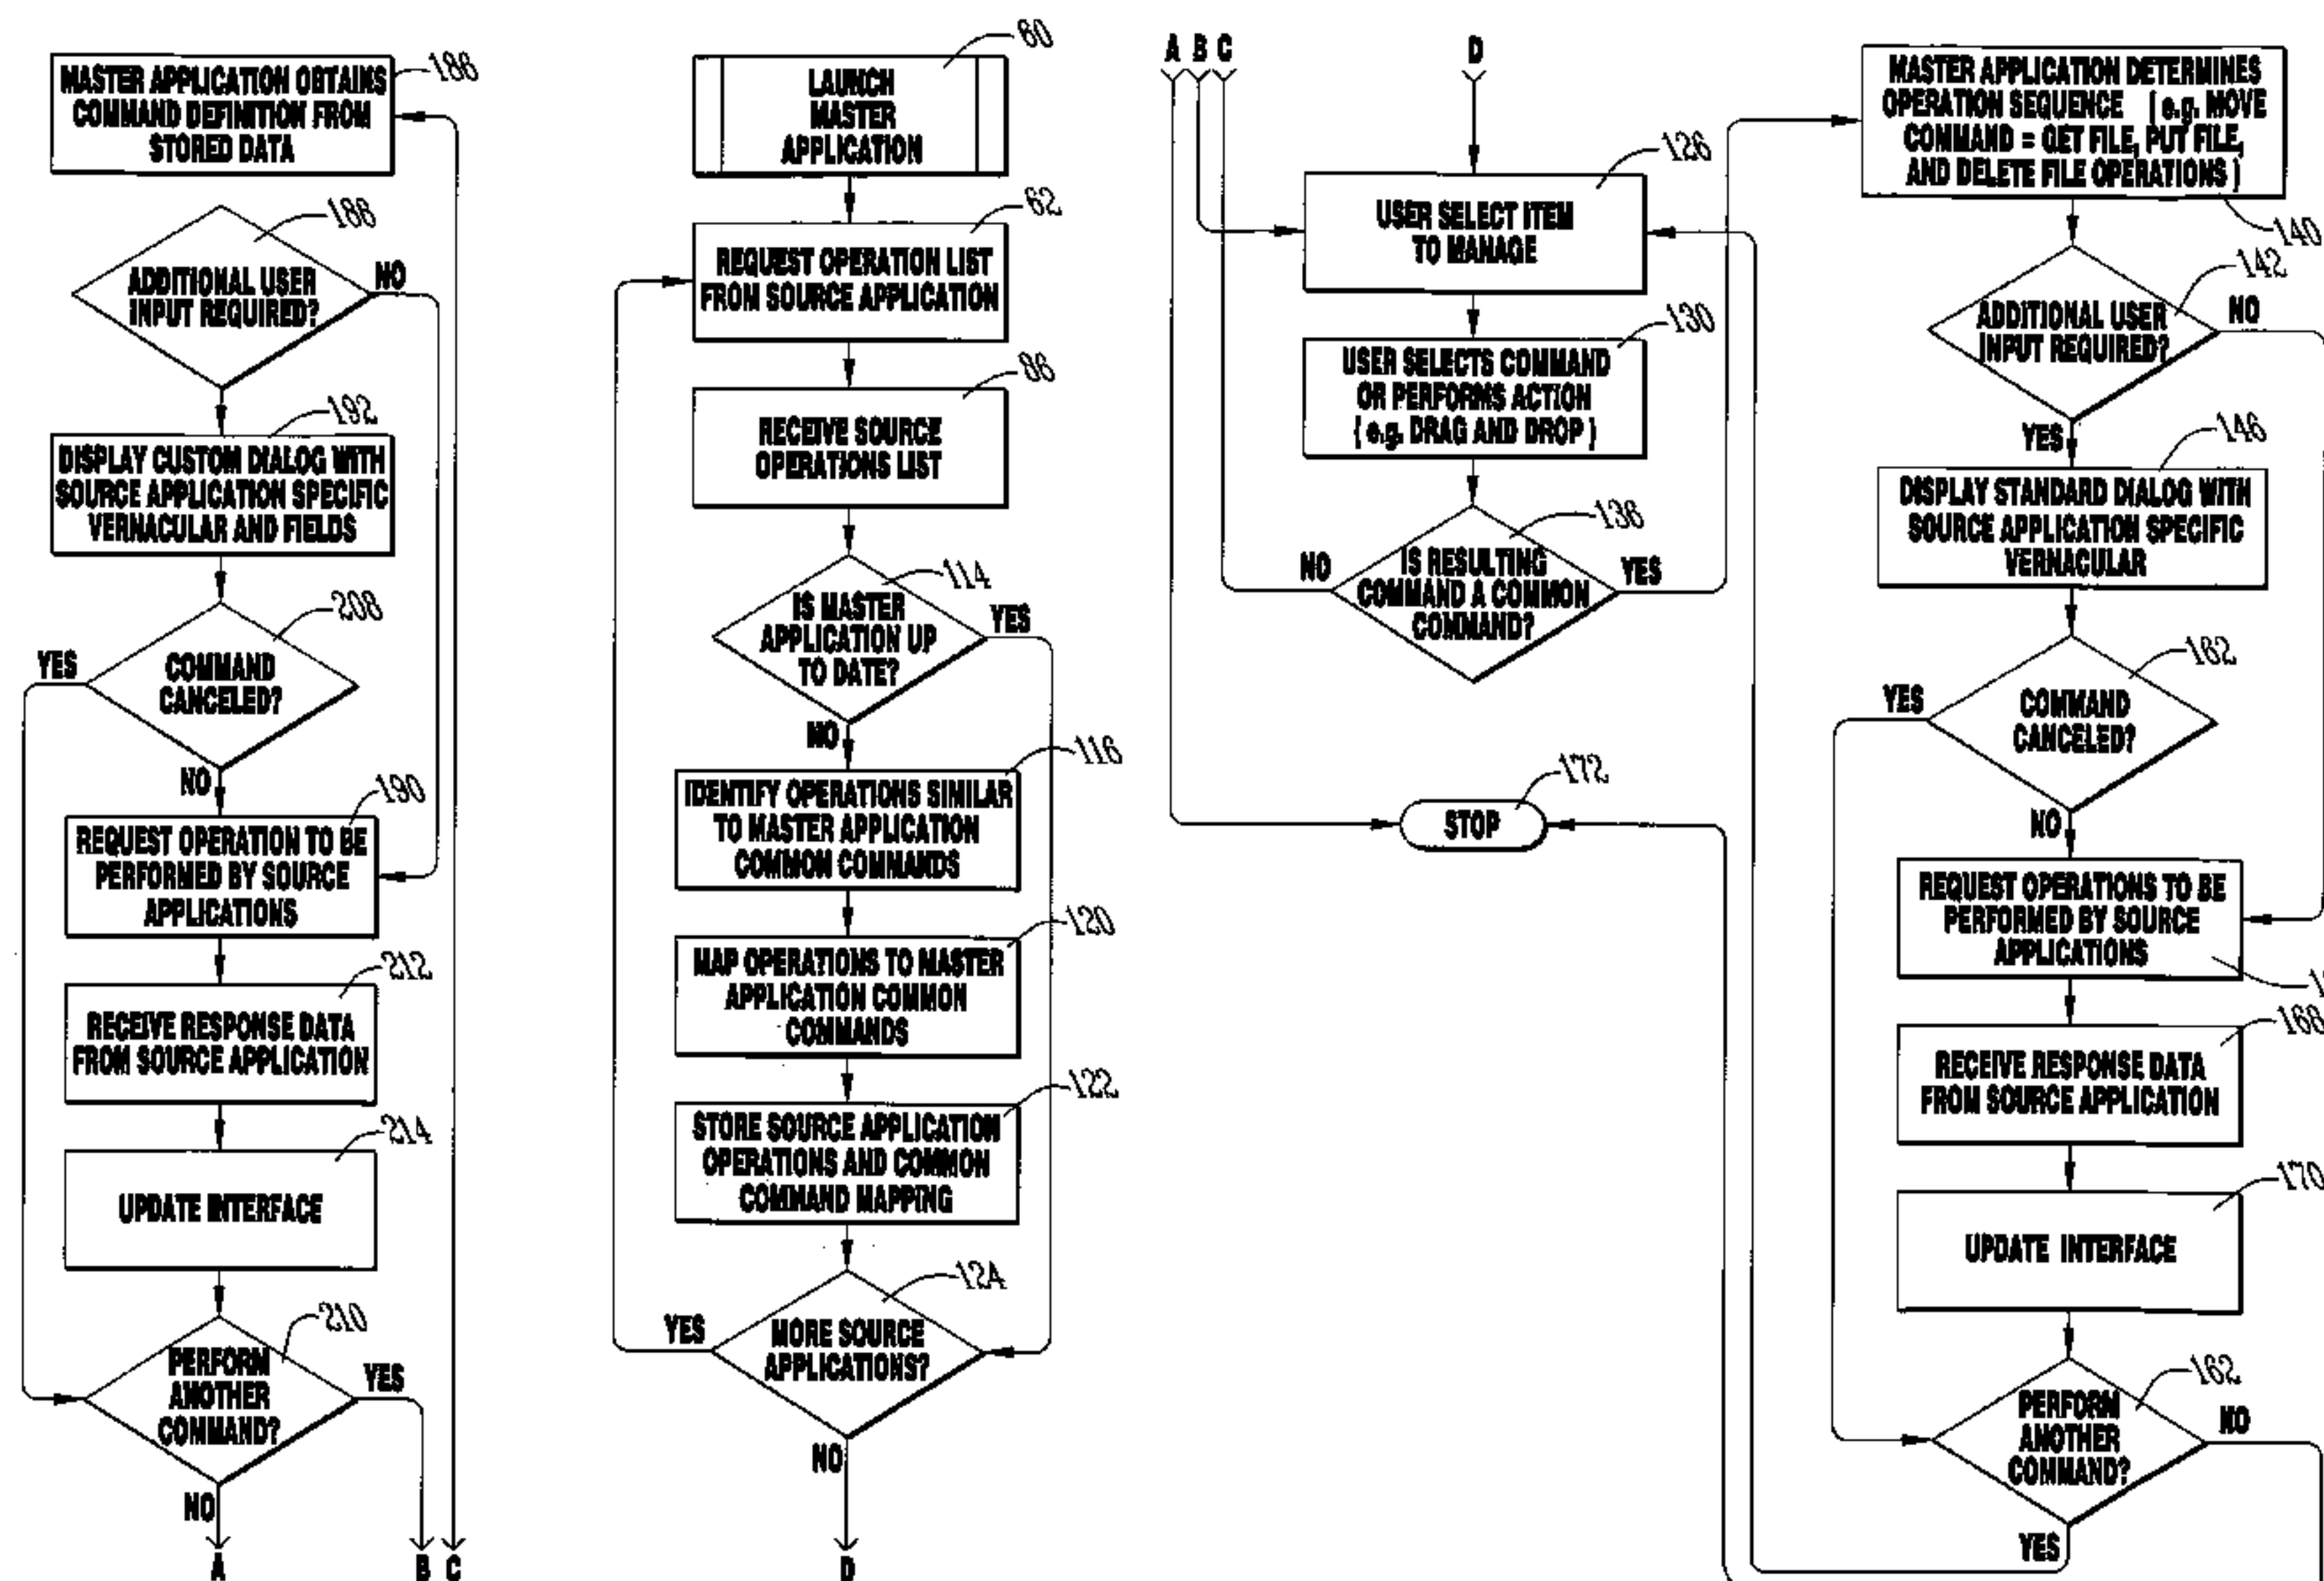 186
MASTER APPLICATION OBTAINS
COMMAND DEFINITION FROM
STORED DATA
188
ADDITIONAL USER
INPUT REQUIRED?
NO
192
DISPLAY CUSTOM DIALOG WITH
SOURCE APPLICATION SPECIFIC
VERNACULAR AND FIELDS
208
YES
COMMAND
CANCELED?
NO
190
REQUEST OPERATION TO BE
PERFORMED BY SOURCE
APPLICATIONS
212
RECEIVE RESPONSE DATA
FROM SOURCE APPLICATION
214
UPDATE INTERFACE
210
PERFORM
ANOTHER
COMMAND?
YES
NO
A
B C
60
LAUNCH
MASTER
APPLICATION
62
REQUEST OPERATION LIST
FROM SOURCE APPLICATION
86
RECEIVE SOURCE
OPERATIONS LIST
114
IS MASTER
APPLICATION UP
TO DATE?
YES
NO
116
IDENTIFY OPERATIONS SIMILAR
TO MASTER APPLICATION
COMMON COMMANDS
120
MAP OPERATIONS TO MASTER
APPLICATION COMMON
COMMANDS
122
STORE SOURCE APPLICATION
OPERATIONS AND COMMON
COMMAND MAPPING
124
YES
MORE SOURCE
APPLICATIONS?
NO
D
A B C
D
126
USER SELECT ITEM
TO MANAGE
130
USER SELECTS COMMAND
OR PERFORMS ACTION
( e.g. DRAG AND DROP )
136
NO
IS RESULTING
COMMAND A COMMON
COMMAND?
YES
172
STOP
MASTER APPLICATION DETERMINES
OPERATION SEQUENCE ( e.g. MOVE
COMMAND = GET FILE, PUT FILE,
AND DELETE FILE OPERATIONS )
140
142
ADDITIONAL USER
INPUT REQUIRED?
NO
YES
146
DISPLAY STANDARD DIALOG WITH
SOURCE APPLICATION SPECIFIC
VERNACULAR
162
YES
COMMAND
CANCELED?
NO
REQUEST OPERATIONS TO BE
PERFORMED BY SOURCE
APPLICATIONS
168
RECEIVE RESPONSE DATA
FROM SOURCE APPLICATION
170
UPDATE INTERFACE
162
PERFORM
ANOTHER
COMMAND?
NO
YES